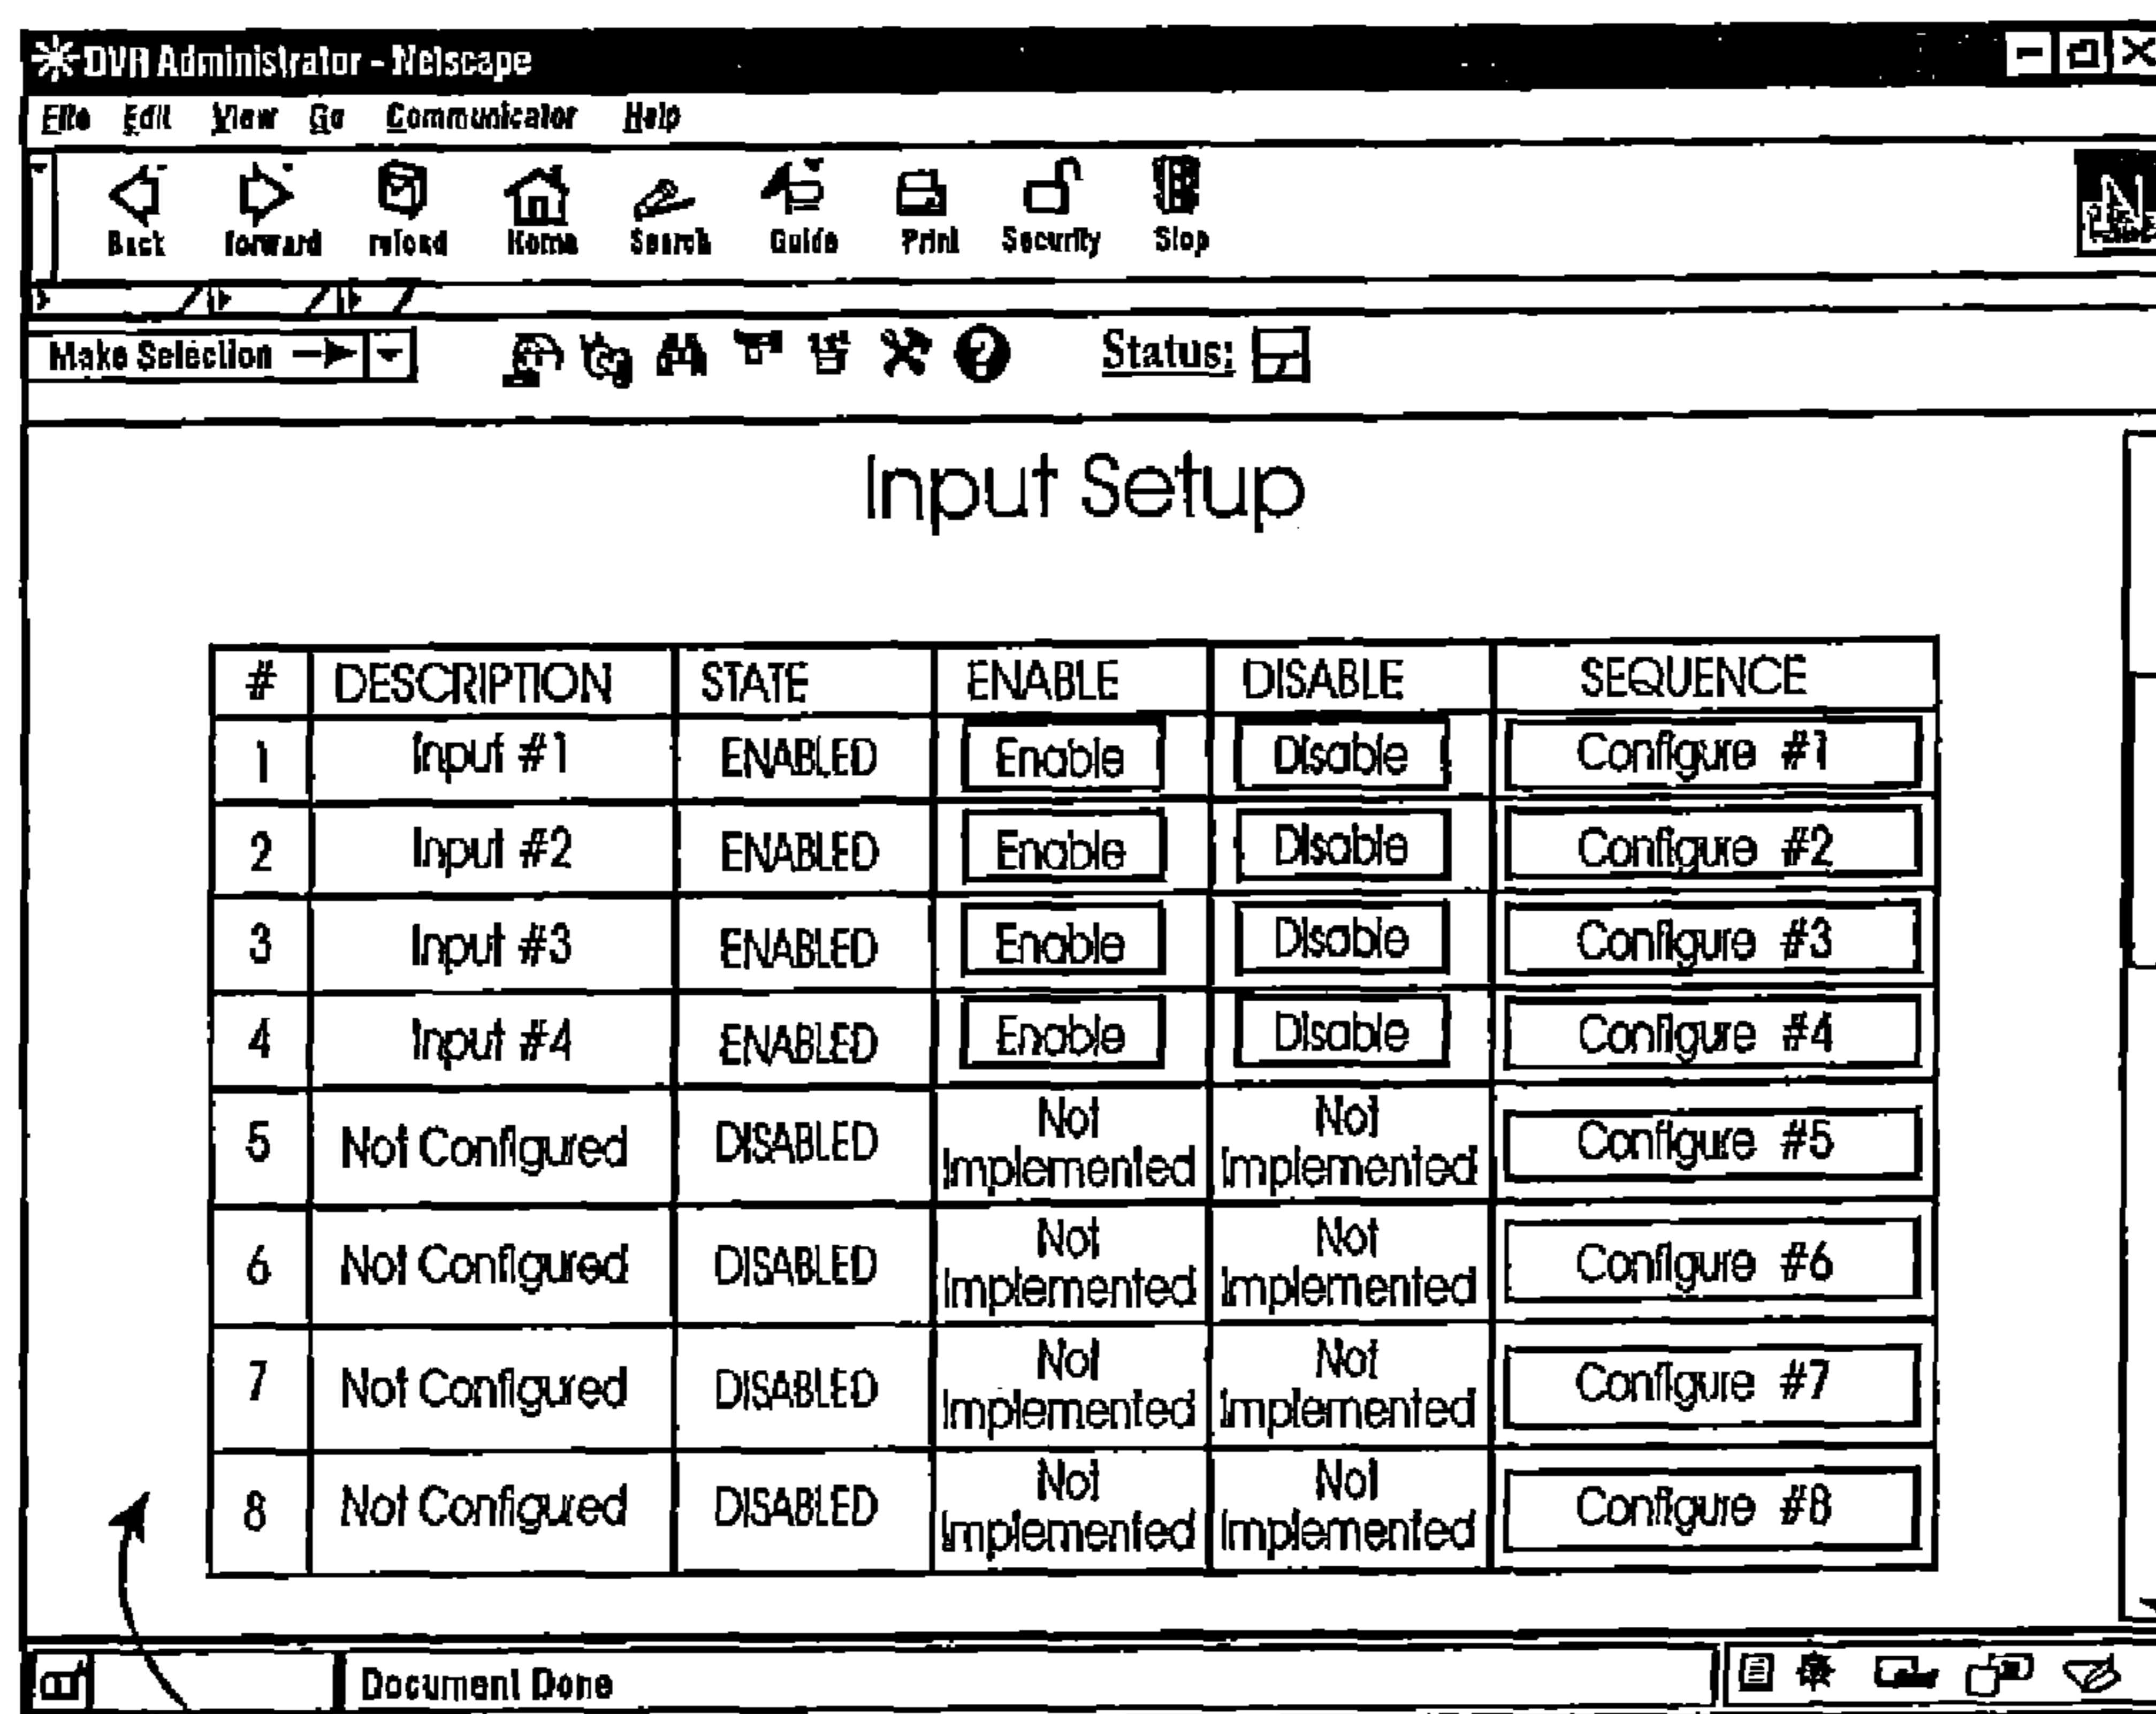 DVR Administrator - Netscape
File Edit View Go Communicator Help
Back forward reload Home Search Guide Print Security Stop
Make Selection Status:
Input Setup
# DESCRIPTION STATE ENABLE DISABLE SEQUENCE
1 Input #1 ENABLED Enable Disable Configure #1
2 Input #2 ENABLED Enable Disable Configure #2
3 Input #3 ENABLED Enable Disable Configure #3
4 Input #4 ENABLED Enable Disable Configure #4
5 Not Configured DISABLED Not Implemented Not Implemented Configure #5
6 Not Configured DISABLED Not Implemented Not Implemented Configure #6
7 Not Configured DISABLED Not Implemented Not Implemented Configure #7
8 Not Configured DISABLED Not Implemented Not Implemented Configure #8
Document Done